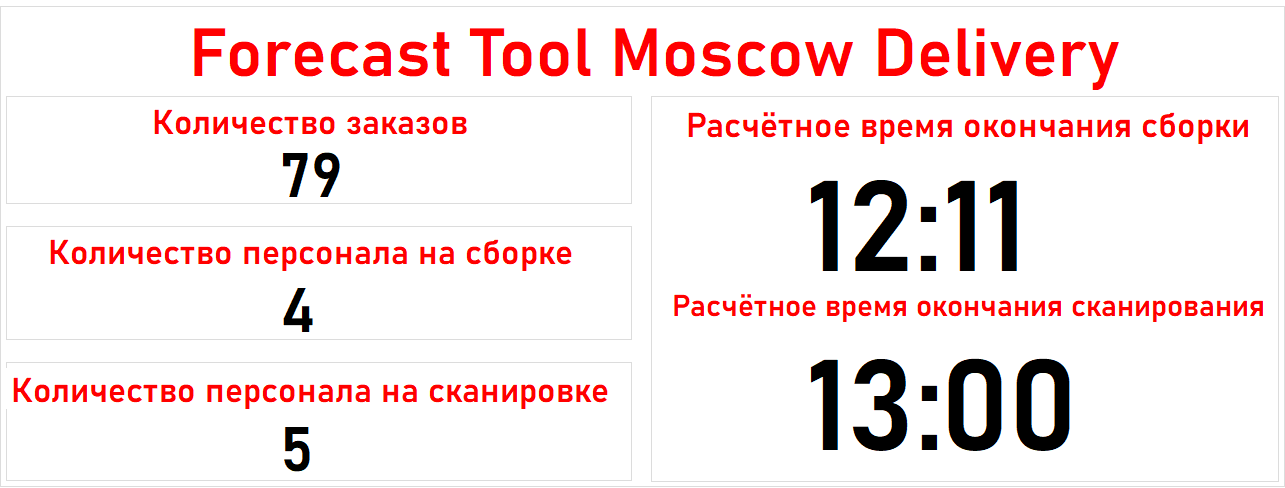 Forecast Tool Moscow Delivery
Количество заказов
79
Количество персонала на сборке
4
Количество персонала на сканировке
5
Расчётное время окончания сборки
12:11
Расчётное время окончания сканирования
13:00